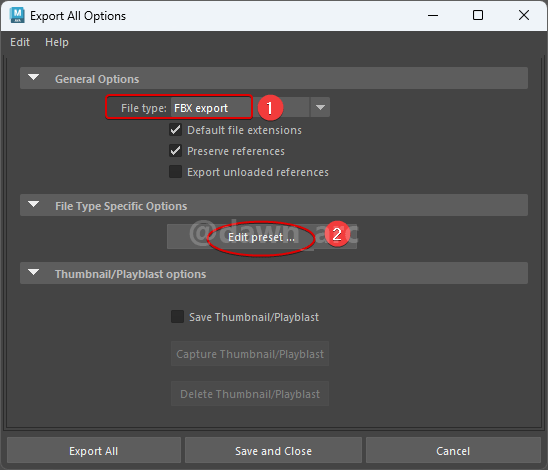 Export All Options
Edit Help
General Options
File type: FBX export 1
Default file extensions
Preserve references
Export unloaded references
File Type Specific Options
@dawn_arc
Edit preset ... 2
Thumbnail/Playblast options
Save Thumbnail/Playblast
Capture Thumbnail/Playblast
Delete Thumbnail/Playblast
Export All Save and Close Cancel